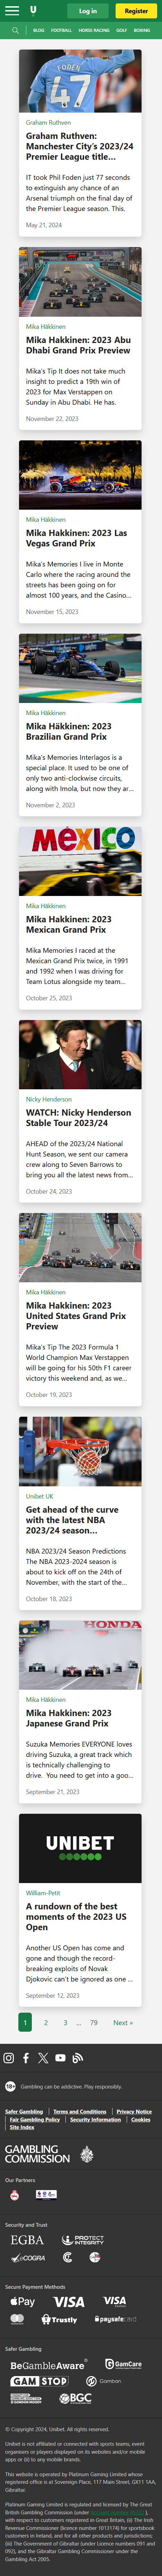 Log in
Register
BLOG FOOTBALL HORSE RACING GOLF BOXING
FODEN
47
Graham Ruthven
Graham Ruthven:
Manchester City's 2023/24
Premier League title…
IT took Phil Foden just 77 seconds
to extinguish any chance of an
Arsenal triumph on the final day of
the Premier League season. This.
May 21, 2024
Mika Häkkinen
Mika Hakkinen: 2023 Abu
Dhabi Grand Prix Preview
Mika's Tip It does not take much
insight to predict a 19th win of
2023 for Max Verstappen on
Sunday in Abu Dhabi. He has.
November 22, 2023
Mika Häkkinen
Mika Hakkinen: 2023 Las
Vegas Grand Prix
Mika's Memories I live in Monte
Carlo where the racing around the
streets has been going on for
almost 100 years, and the Casino…
November 15, 2023
Mika Häkkinen
Mika Häkkinen: 2023
Brazilian Grand Prix
Mika's Memories Interlagos is a
special place. It used to be one of
only two anti-clockwise circuits,
along with Imola, but now they ar…
November 2, 2023
MEXICO
Mika Häkkinen
Mika Hakkinen: 2023
Mexican Grand Prix
Mika Memories I raced at the
Mexican Grand Prix twice, in 1991
and 1992 when I was driving for
Team Lotus alongside my team…
October 25, 2023
Nicky Henderson
WATCH: Nicky Henderson
Stable Tour 2023/24
AHEAD of the 2023/24 National
Hunt Season, we sent our camera
crew along to Seven Barrows to
bring you all the latest news from…
October 24, 2023
Mika Häkkinen
Mika Hakkinen: 2023
United States Grand Prix
Preview
Mika's Tip The 2023 Formula 1
World Champion Max Verstappen
will be going for his 50th F1 career
victory this weekend and, as we…
October 19, 2023
Unibet UK
Get ahead of the curve
with the latest NBA
2023/24 season…
NBA 2023/24 Season Predictions
The NBA 2023-2024 season is
about to kick off on the 24th of
November, with the start of the…
October 18, 2023
HONDA
Mika Häkkinen
Mika Hakkinen: 2023
Japanese Grand Prix
Suzuka Memories EVERYONE loves
driving Suzuka, a great track which
is technically challenging to
drive. You need to get into a goo…
September 21, 2023
UNIBET
William-Petit
A rundown of the best
moments of the 2023 US
Open
Another US Open has come and
gone and though the record-
breaking exploits of Novak
Djokovic can't be ignored as one …
September 12, 2023
1 2 3 … 79 Next »
18+ Gambling can be addictive. Play responsibly.
Safer Gambling Terms and Conditions Privacy Notice
Fair Gambling Policy Security Information Cookies
Site Index
GAMBLING
COMMISSION
Our Partners
Security and Trust
EGBA PROTECT INTEGRITY
eCOGRA
Secure Payment Methods
Pay VISA VISA
Trustly paysafecard
Safer Gambling
BeGambleAware GamCare
GAMSTOP Gamban
BGC
© Copyright 2024, Unibet. All rights reserved.
Unibet is not affiliated or connected with sports teams, event
organisers or players displayed on its websites and/or mobile
apps or its (il) any to wyo mobile brands.
This website is operated by Platinum Gaming Limited whose
registered office is at Sovereign Place, 117 Main Street, GX11 1AA,
Gibraltar.
Platinum Gaming Limited is regulated and licensed by The Great
British Gambling Commission (under
with respect to customers registered in Great Britain, (ii) The Irish
Revenue Commissioner (licence number 1013174) for sportsbook
customers in Ireland, and for all other products and jurisdictions;
(iii) The Government of Gibraltar (under Licence numbers 091 and
092), and the Gibraltar Gambling Commissioner under the
Gambling Act 2005.